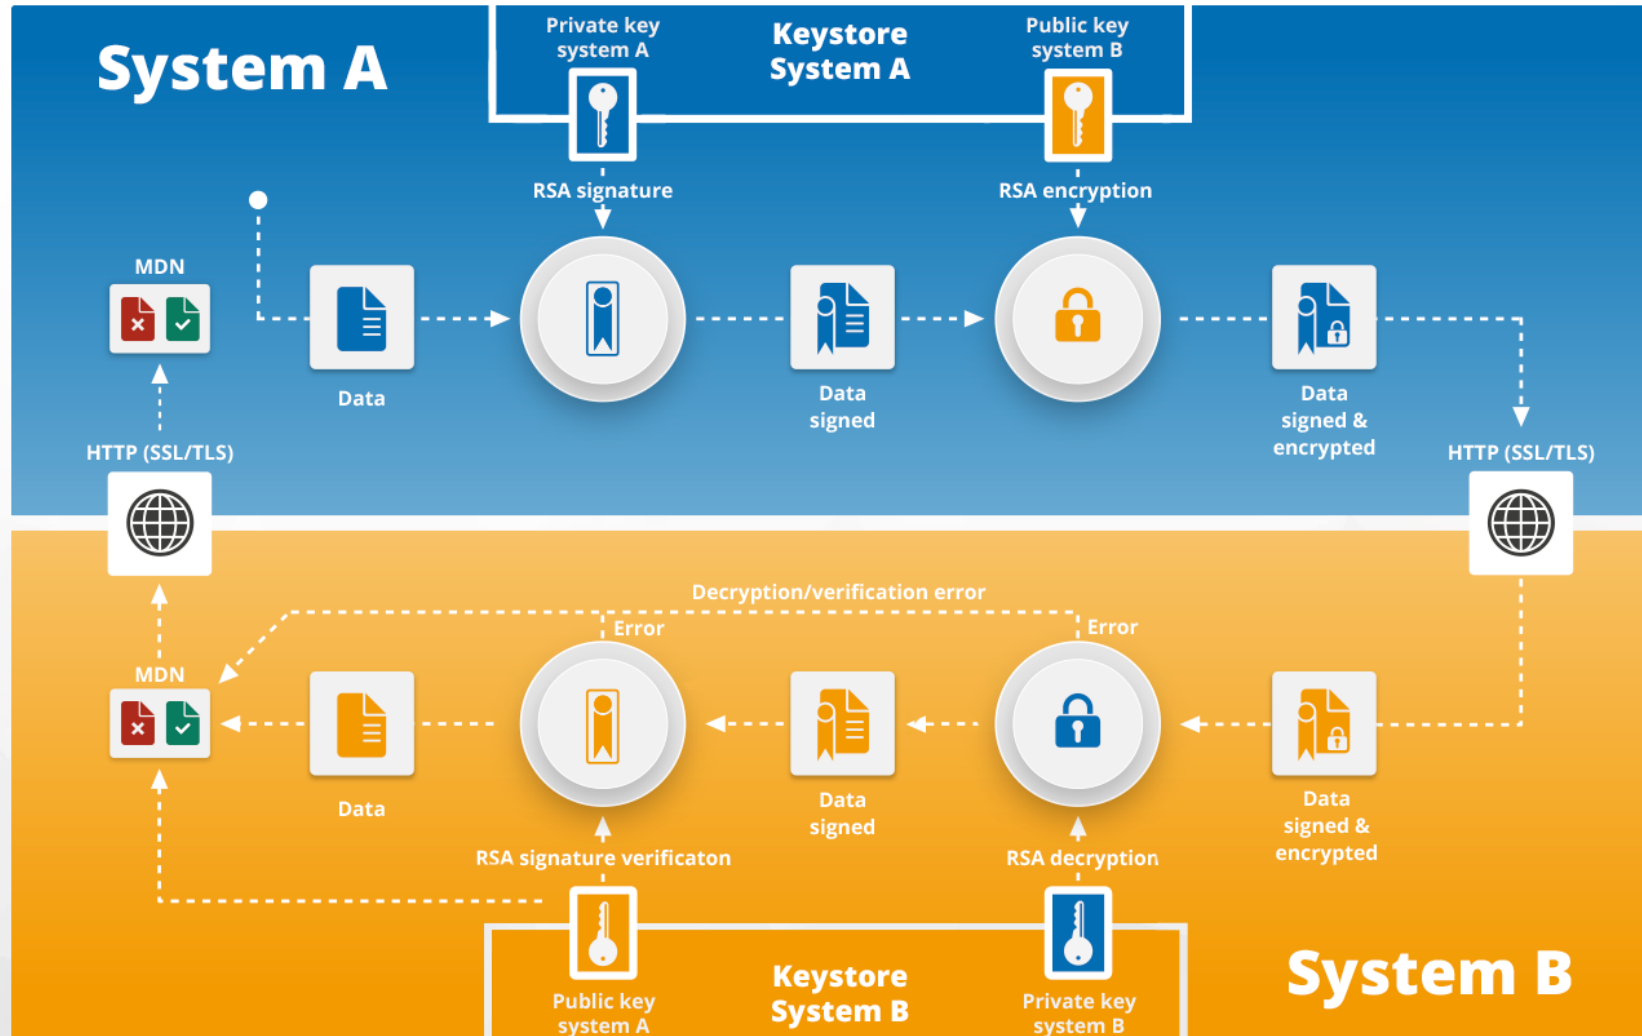 System A
Private key
system A
Keystore
System A
Public key
system B
RSA signature
RSA encryption
MDN
Data
Data
signed
Data
signed &
encrypted
HTTP (SSL/TLS)
HTTP (SSL/TLS)
Decryption/verification error
Error
Error
MDN
Data
Data
signed
Data
signed &
encrypted
RSA signature verificaton
RSA decryption
Public key
system A
Keystore
System B
Private key
system B
System B